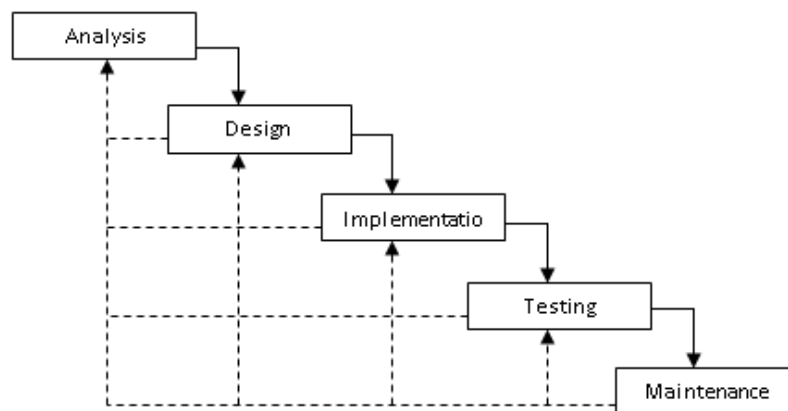 Analysis
Design
Implementatio
Testing
Maintenance